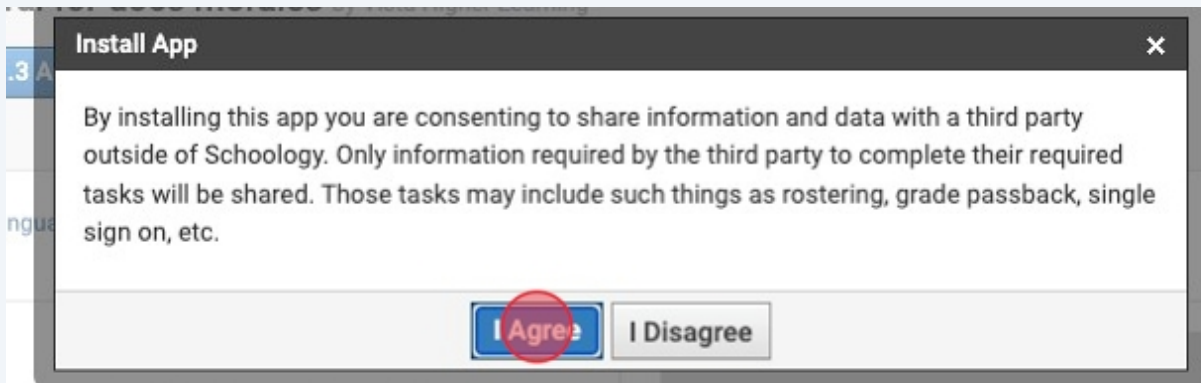 Install App
×
.3 A
By installing this app you are consenting to share information and data with a third party
outside of Schoology. Only information required by the third party to complete their required
tasks will be shared. Those tasks may include such things as rostering, grade passback, single
sign on, etc.
I Agree
I Disagree